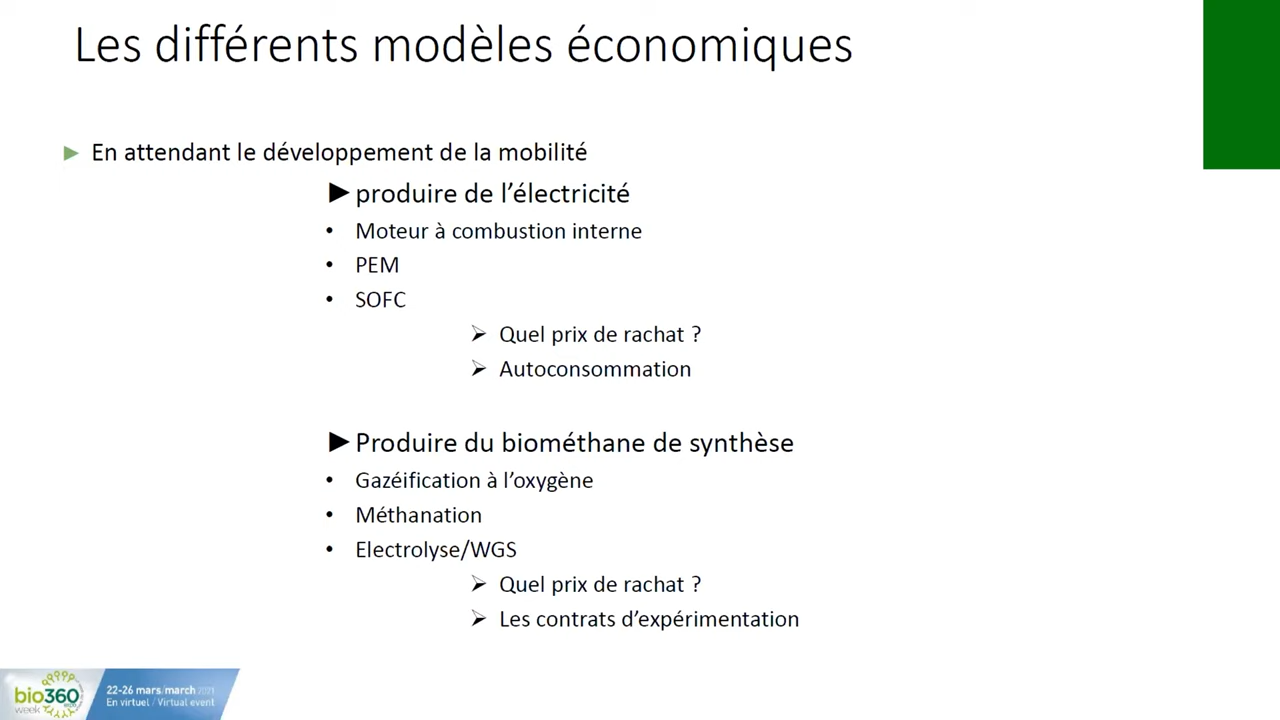 Les différents modèles économiques
► En attendant le développement de la mobilité
►produire de l’électricité
• Moteur à combustion interne
• PEM
• SOFC
➢ Quel prix de rachat ?
➢ Autoconsommation
►Produire du biométhane de synthèse
• Gazéification à l’oxygène
• Méthanation
• Electrolyse/WGS
➢ Quel prix de rachat ?
➢ Les contrats d’expérimentation
bio360
week
22-26 mars/march 2021
En virtuel / Virtual event